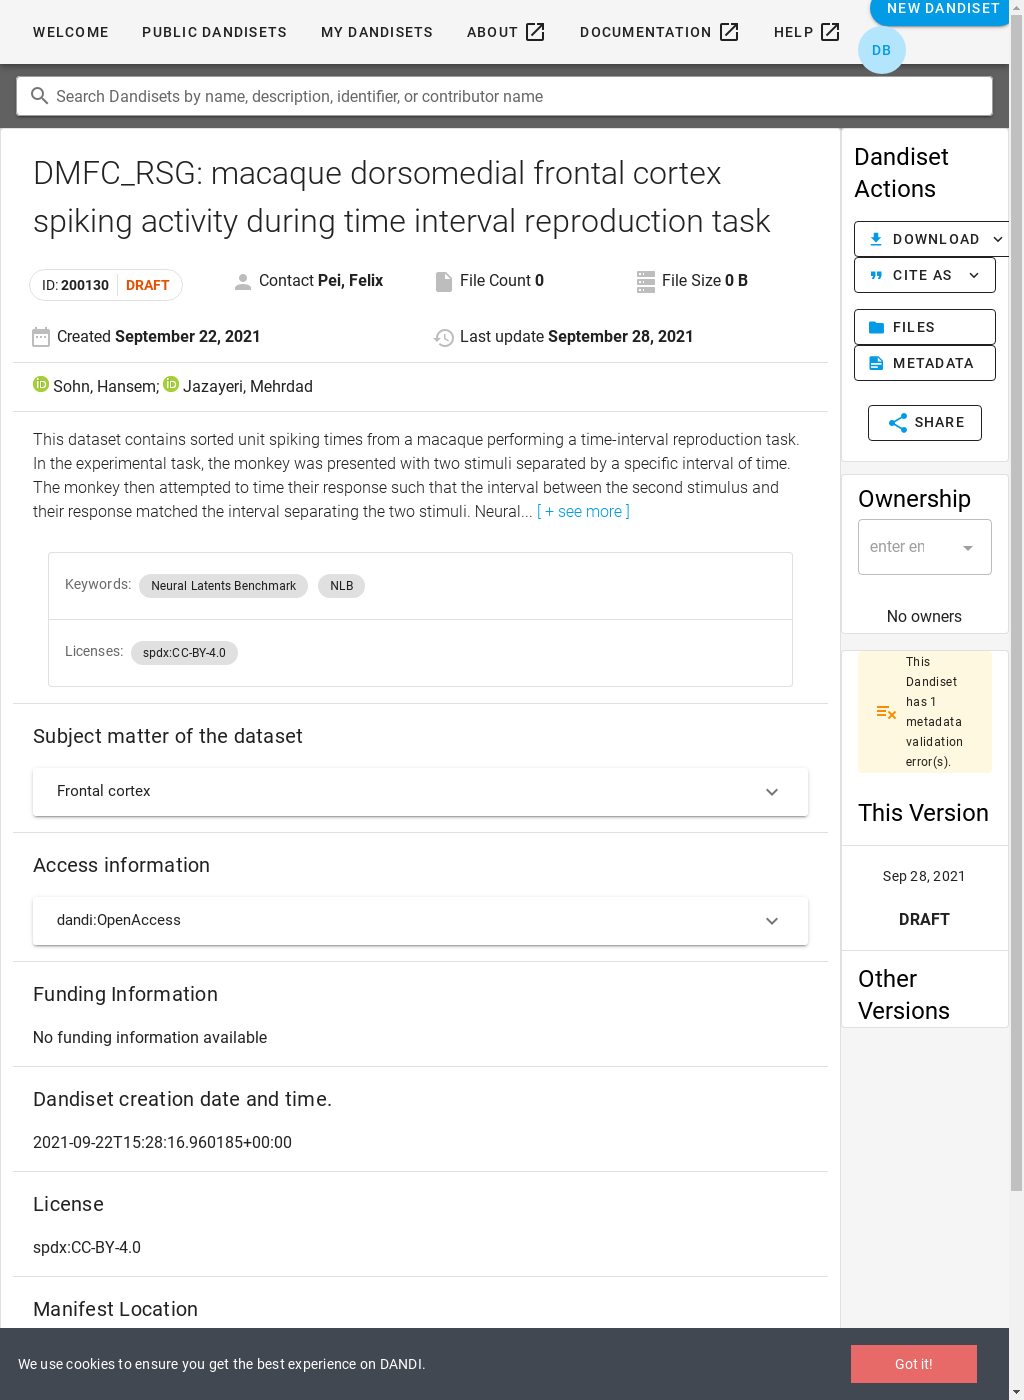 WELCOME
PUBLIC DANDISETS
MY DANDISETS
ABOUT
DOCUMENTATION
HELP
NEW DANDISET
DB
Search Dandisets by name, description, identifier, or contributor name
DMFC_RSG: macaque dorsomedial frontal cortex
spiking activity during time interval reproduction task
ID: 200130 DRAFT
Contact Pei, Felix
File Count 0
File Size 0 B
Created September 22, 2021
Last update September 28, 2021
Sohn, Hansem; Jazayeri, Mehrdad
This dataset contains sorted unit spiking times from a macaque performing a time-interval reproduction task.
In the experimental task, the monkey was presented with two stimuli separated by a specific interval of time.
The monkey then attempted to time their response such that the interval between the second stimulus and
their response matched the interval separating the two stimuli. Neural... [ + see more ]
Keywords: Neural Latents Benchmark NLB
Licenses: spdx:CC-BY-4.0
Subject matter of the dataset
Frontal cortex
Access information
dandi:OpenAccess
Funding Information
No funding information available
Dandiset creation date and time.
2021-09-22T15:28:16.960185+00:00
License
spdx:CC-BY-4.0
Manifest Location
Dandiset
Actions
DOWNLOAD
CITE AS
FILES
METADATA
SHARE
Ownership
enter en
No owners
This
Dandiset
has 1
metadata
validation
error(s).
This Version
Sep 28, 2021
DRAFT
Other
Versions
We use cookies to ensure you get the best experience on DANDI.
Got it!